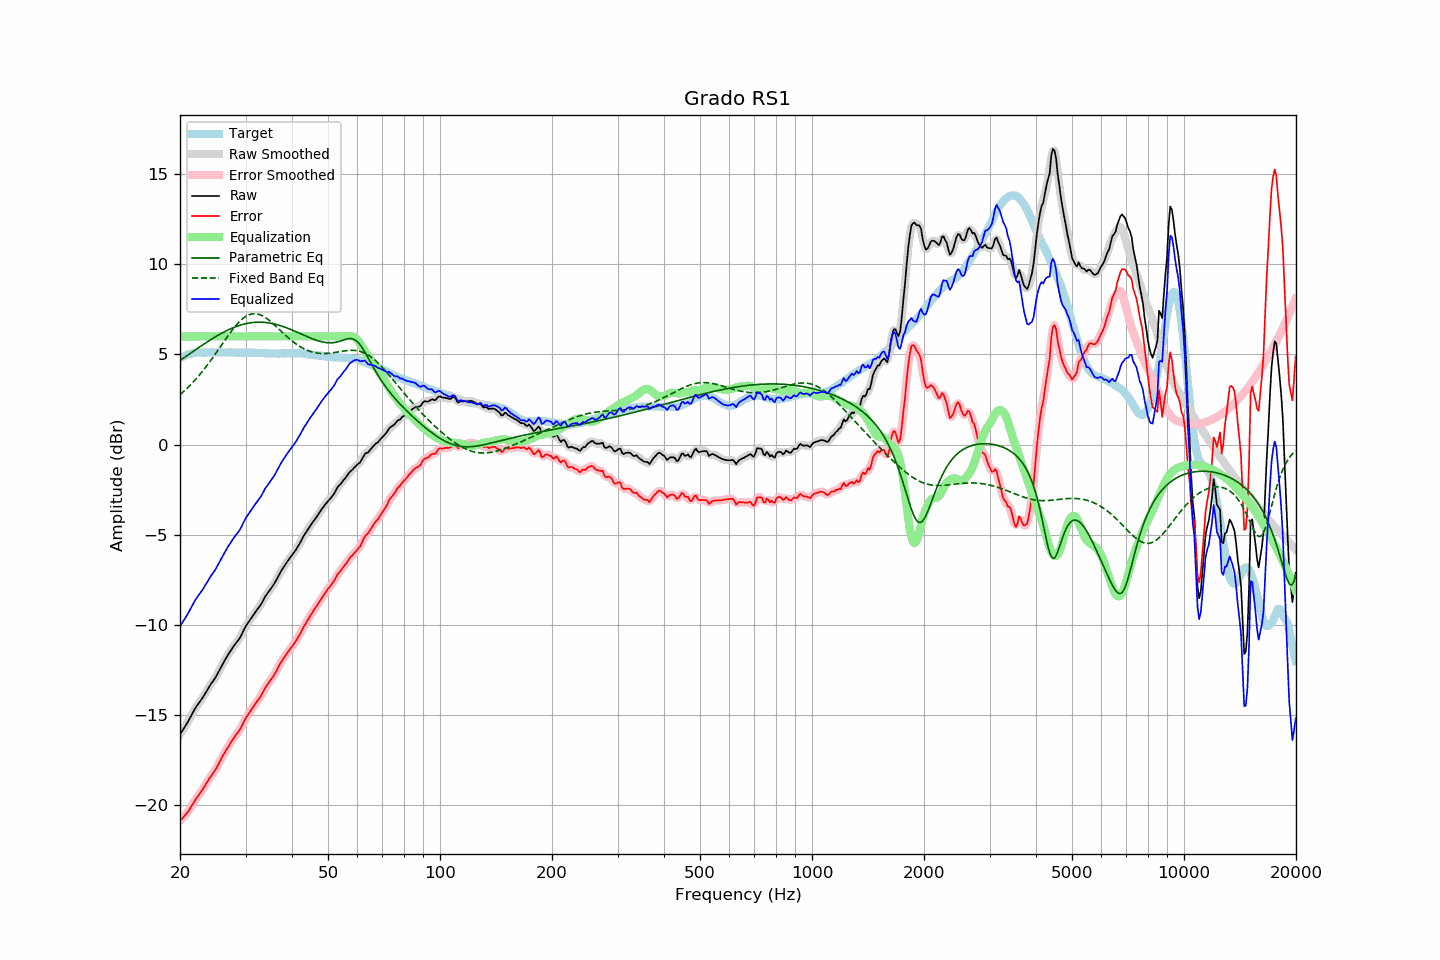 Grado RS1
Target
Raw Smoothed
Error Smoothed
Raw
Error
Equalization
Parametric Eq
Fixed Band Eq
Equalized
Amplitude (dBr)
15
10
5
0
−5
−10
−15
−20
20 50 100 200 500 1000 2000 5000 10000 20000
Frequency (Hz)